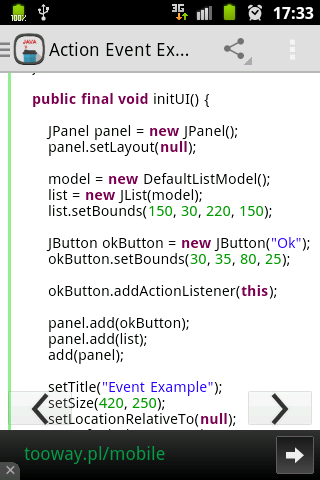 100%
3G
17:33
JAVA
Action Event Ex...
public final void initUI() {
JPanel panel = new JPanel();
panel.setLayout(null);
model = new DefaultListModel();
list = new JList(model);
list.setBounds(150, 30, 220, 150);
JButton okButton = new JButton("Ok");
okButton.setBounds(30, 35, 80, 25);
okButton.addActionListener(this);
panel.add(okButton);
panel.add(list);
add(panel);
setTitle("Event Example");
setSize(420, 250);
setLocationRelativeTo(null);
tooway.pl/mobile